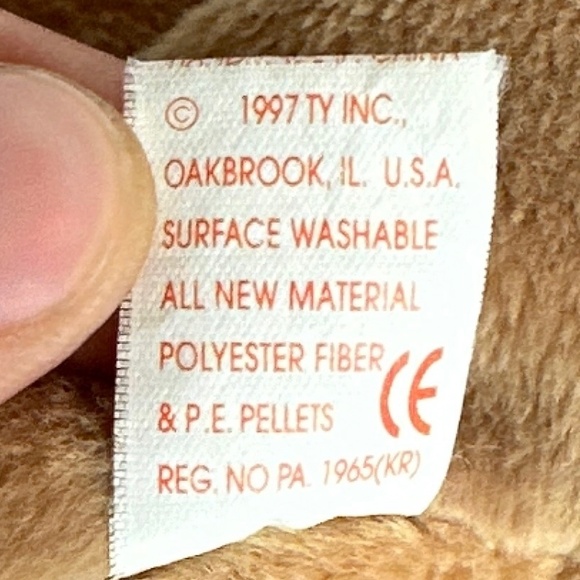 © 1997 TY INC.,
OAKBROOK, IL. U.S.A.
SURFACE WASHABLE
ALL NEW MATERIAL
POLYESTER FIBER
& P.E. PELLETS CE
REG. NO PA. 1965(KR)